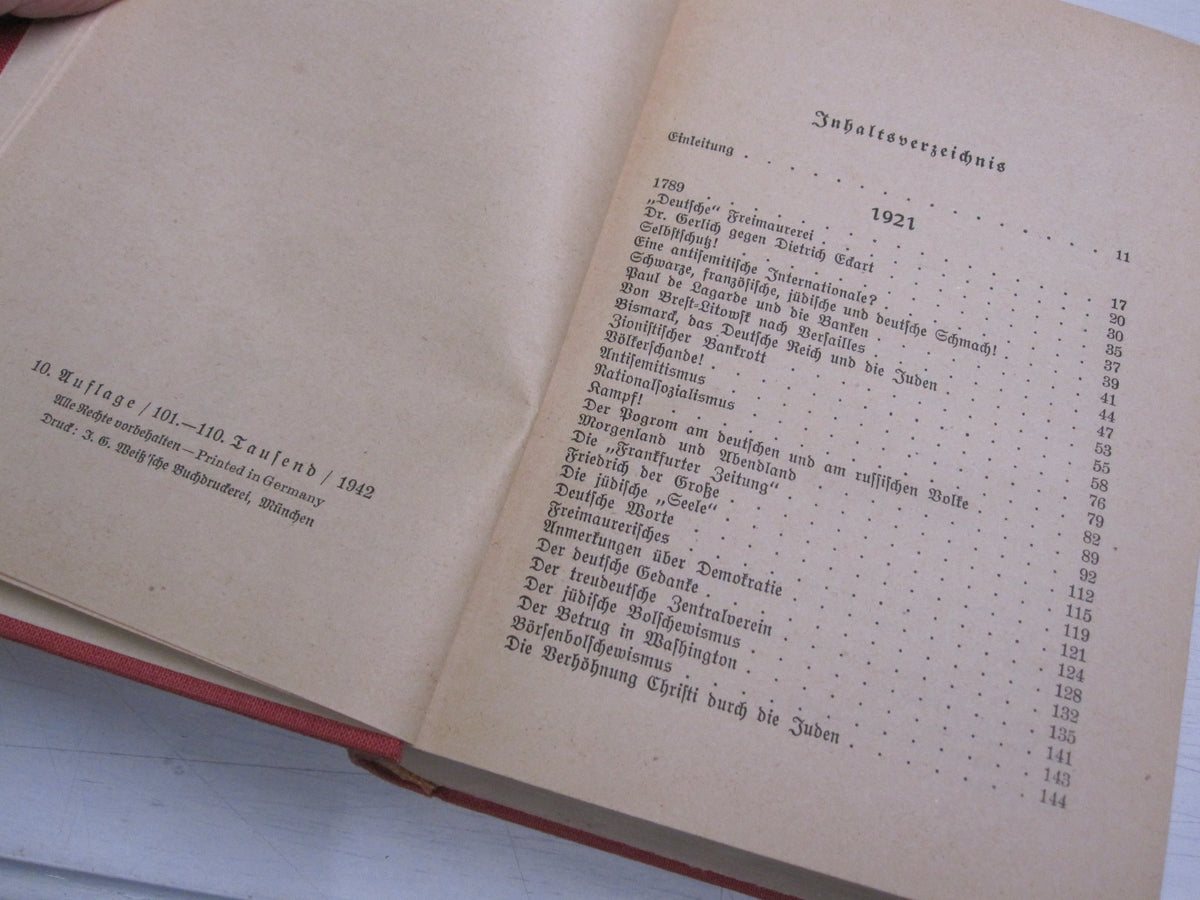 10. Auflage / 101.—110. Tausend / 1942
Alle Rechte vorbehalten — Printed in Germany
Druck: J. G. Weiß'sche Buchdruckerei, München
Inhaltsverzeichnis
Einleitung . . . . . . . . . . 11
1921
1789 . . . . . . . . . . 17
„Deutsche“ Freimaurerei . . . . . . . . . . 20
Dr. Gerlich gegen Dietrich Eckart . . . . . . . . . . 30
Selbstschutz! . . . . . . . . . . 35
Eine antisemitische Internationale? . . . . . . . . . . 37
Schwarze, französische, jüdische und deutsche Schmach! . . . . 39
Paul de Lagarde und die Banken . . . . . . . . . . 41
Von Brest-Litowsk nach Versailles . . . . . . . . . . 44
Bismarck, das Deutsche Reich und die Juden . . . . . . . 47
Zionistischer Bankrott . . . . . . . . . . 53
Völkerschande! . . . . . . . . . . 55
Antisemitismus . . . . . . . . . . 58
Nationalsozialismus . . . . . . . . . . 76
Kampf! . . . . . . . . . . 79
Der Pogrom am deutschen und am russischen Volke . . . . . 82
Morgenland und Abendland . . . . . . . . . . 89
Die „Frankfurter Zeitung“ . . . . . . . . . . 92
Friedrich der Große . . . . . . . . . . 112
Die jüdische „Seele“ . . . . . . . . . . 115
Deutsche Worte . . . . . . . . . . 119
Freimaurerisches . . . . . . . . . . 121
Anmerkungen über Demokratie . . . . . . . . . . 124
Der deutsche Gedanke . . . . . . . . . . 128
Der treudeutsche Zentralverein . . . . . . . . . . 132
Der jüdische Bolschewismus . . . . . . . . . . 135
Der Betrug in Washington . . . . . . . . . . 141
Börsenbolschewismus . . . . . . . . . . 143
Die Verhöhnung Christi durch die Juden . . . . . . . 144